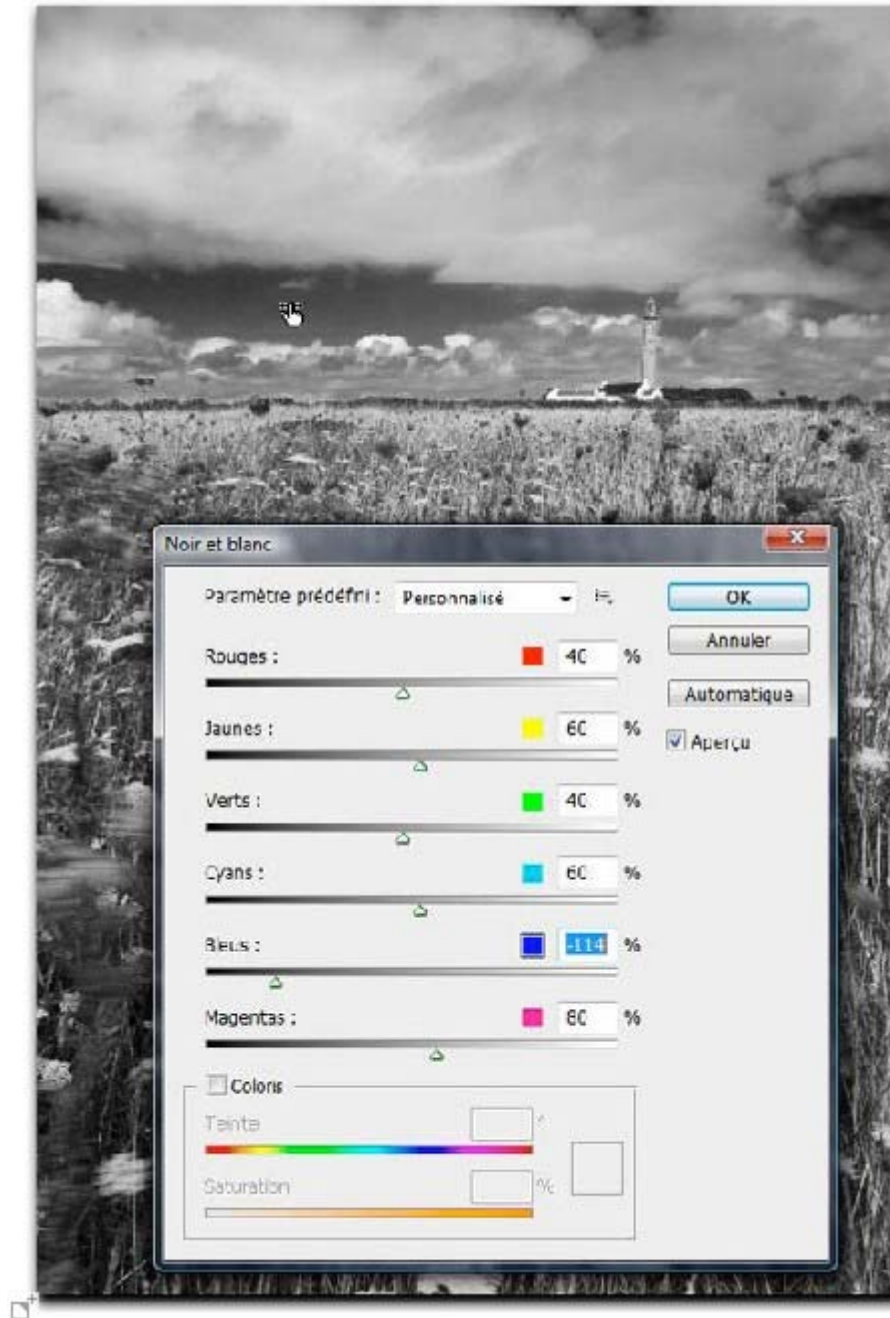 Noir et blanc
Paramètre prédéfini : Personnalisé
OK
Annuler
Automatique
Aperçu
Rouges : 40 %
Jaunes : 60 %
Verts : 40 %
Cyans : 60 %
Bleus : -114 %
Magentas : 80 %
Coloris
Teinte °
Saturation %